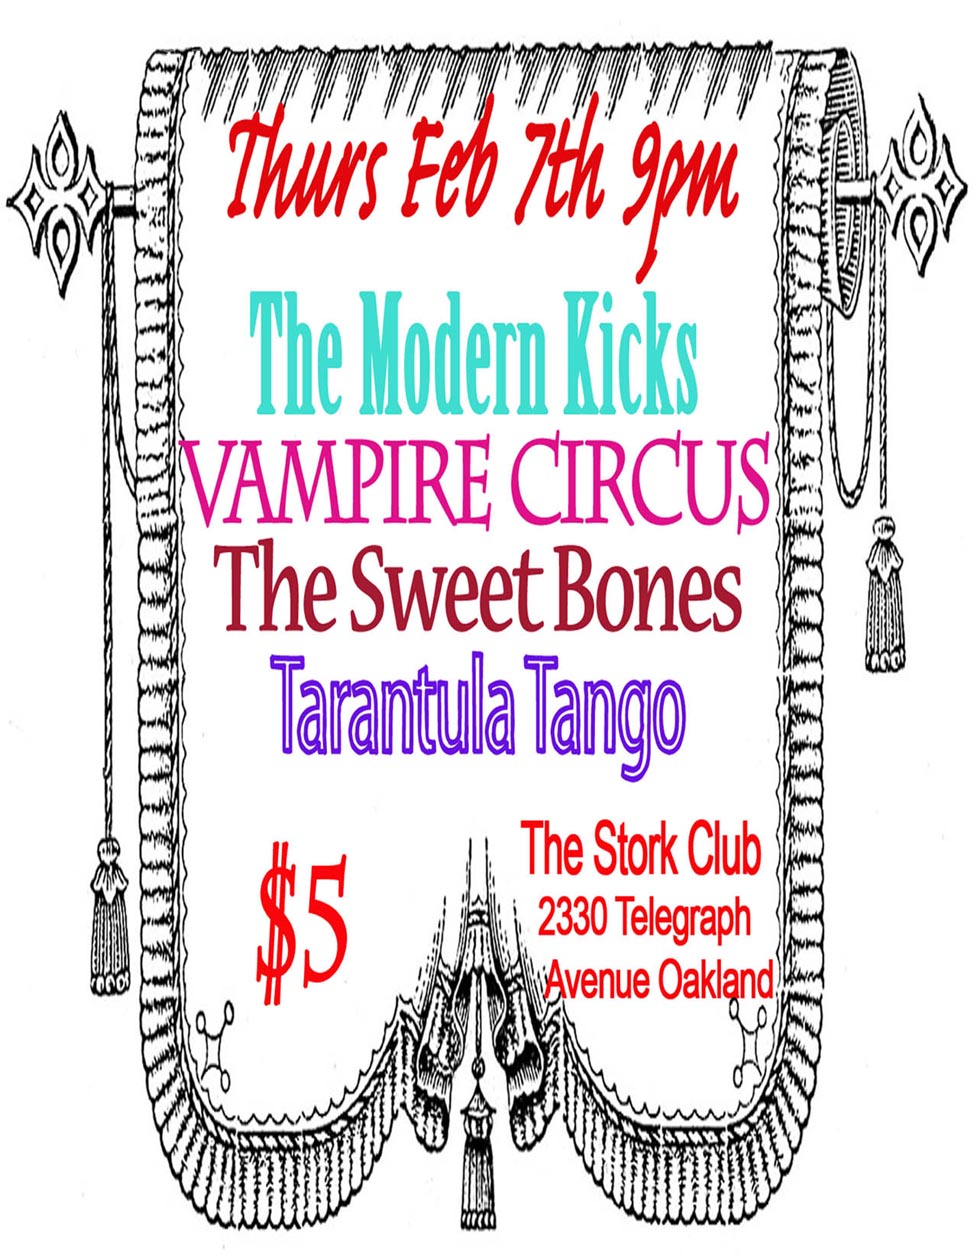 Thurs Feb 7th 9pm
The Modern Kicks
VAMPIRE CIRCUS
The Sweet Bones
Tarantula Tango
$5
The Stork Club
2330 Telegraph
Avenue Oakland